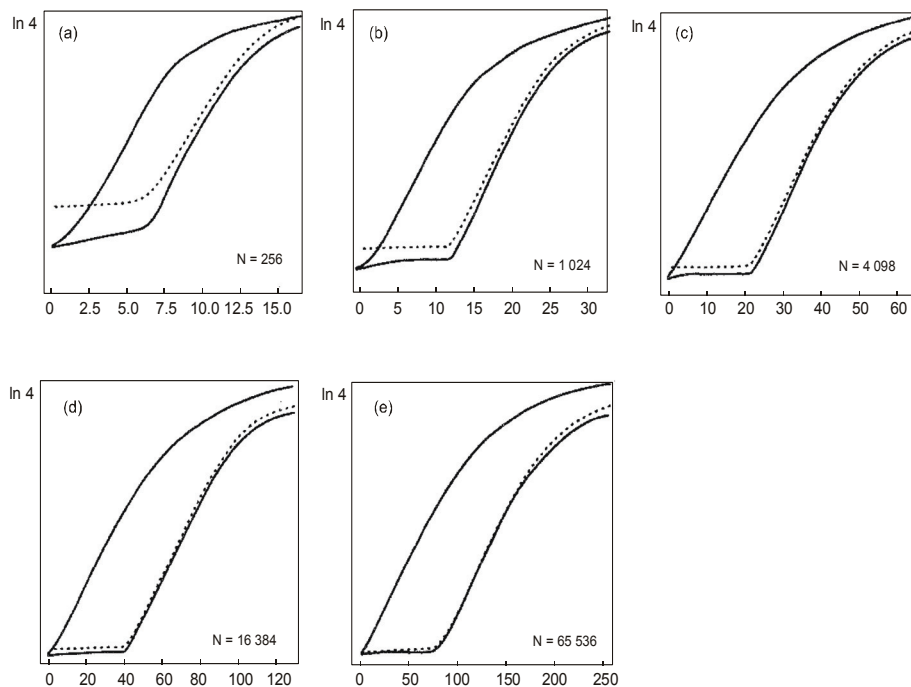 ln 4
(a)
N = 256
0 2.5 5.0 7.5 10.0 12.5 15.0
ln 4
(b)
N = 1 024
0 5 10 15 20 25 30
ln 4
(c)
N = 4 098
0 10 20 30 40 50 60
ln 4
(d)
N = 16 384
0 20 40 60 80 100 120
ln 4
(e)
N = 65 536
0 50 100 150 200 250